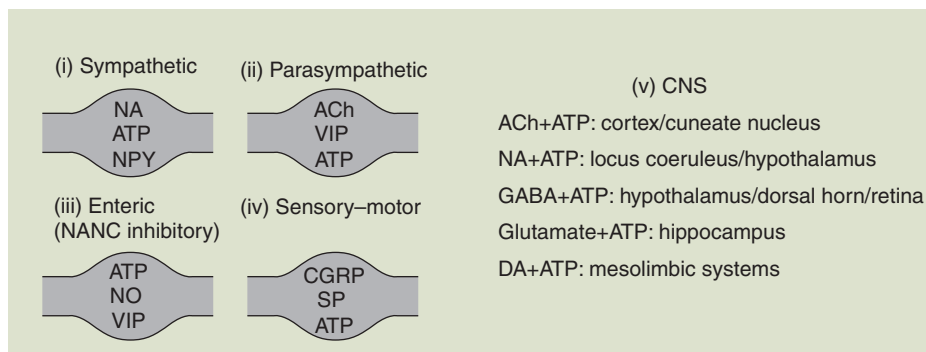 (i) Sympathetic
NA
ATP
NPY
(ii) Parasympathetic
ACh
VIP
ATP
(iii) Enteric
(NANC inhibitory)
ATP
NO
VIP
(iv) Sensory–motor
CGRP
SP
ATP
(v) CNS
ACh+ATP: cortex/cuneate nucleus
NA+ATP: locus coeruleus/hypothalamus
GABA+ATP: hypothalamus/dorsal horn/retina
Glutamate+ATP: hippocampus
DA+ATP: mesolimbic systems